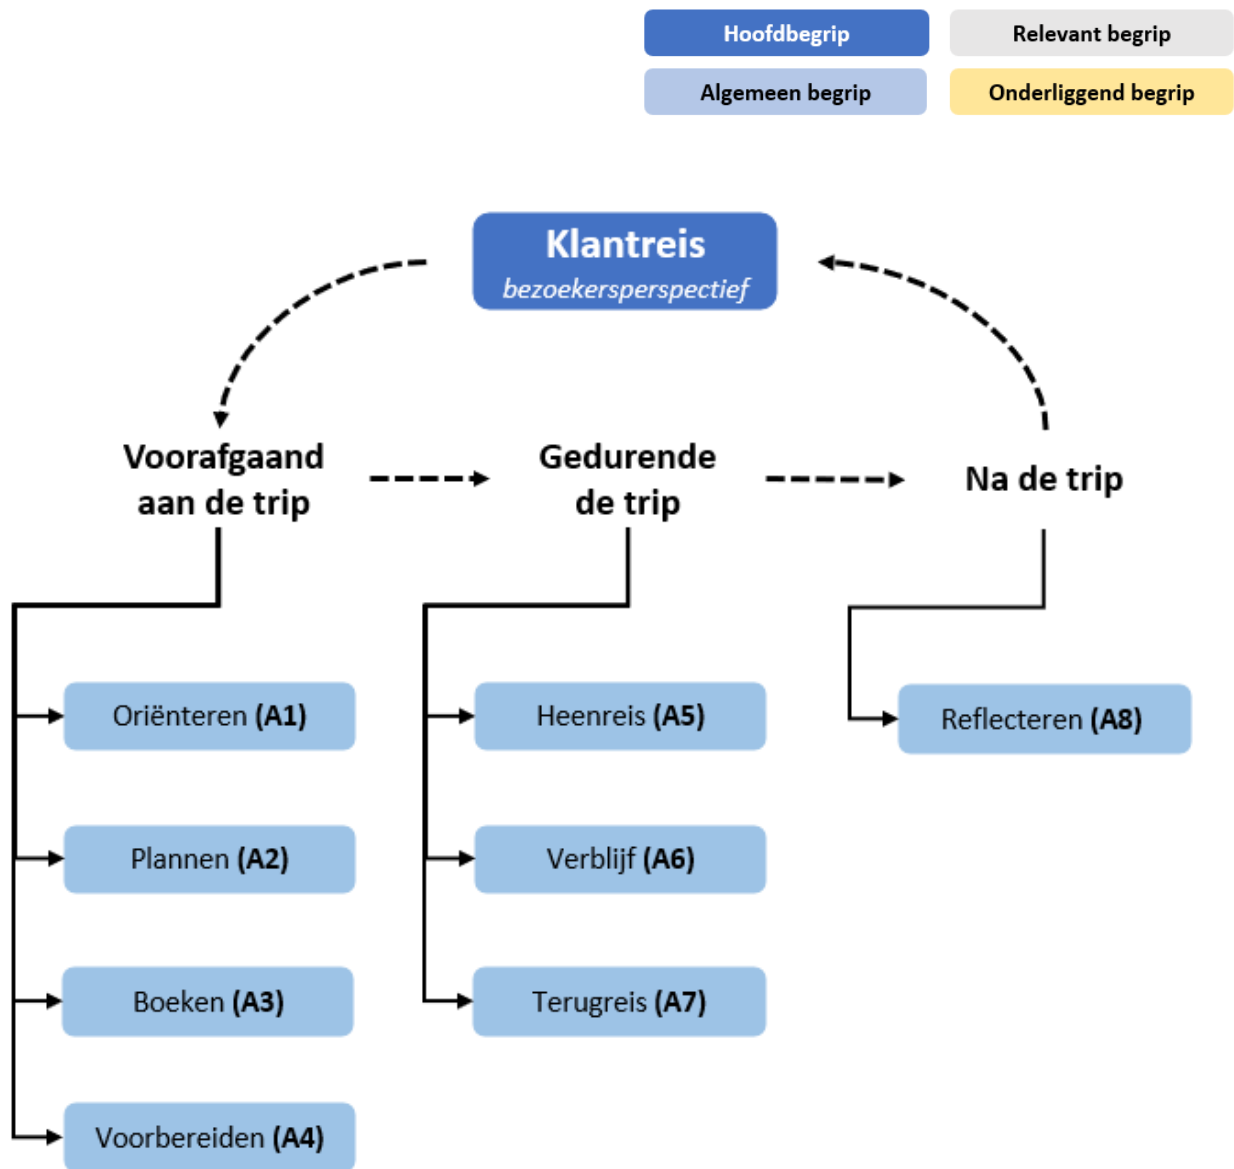 Hoofdbegrip
Relevant begrip
Algemeen begrip
Onderliggend begrip
Klantreis
bezoekersperspectief
Voorafgaand
aan de trip
Gedurende
de trip
Na de trip
Oriënteren (A1)
Plannen (A2)
Boeken (A3)
Voorbereiden (A4)
Heenreis (A5)
Verblijf (A6)
Terugreis (A7)
Reflecteren (A8)